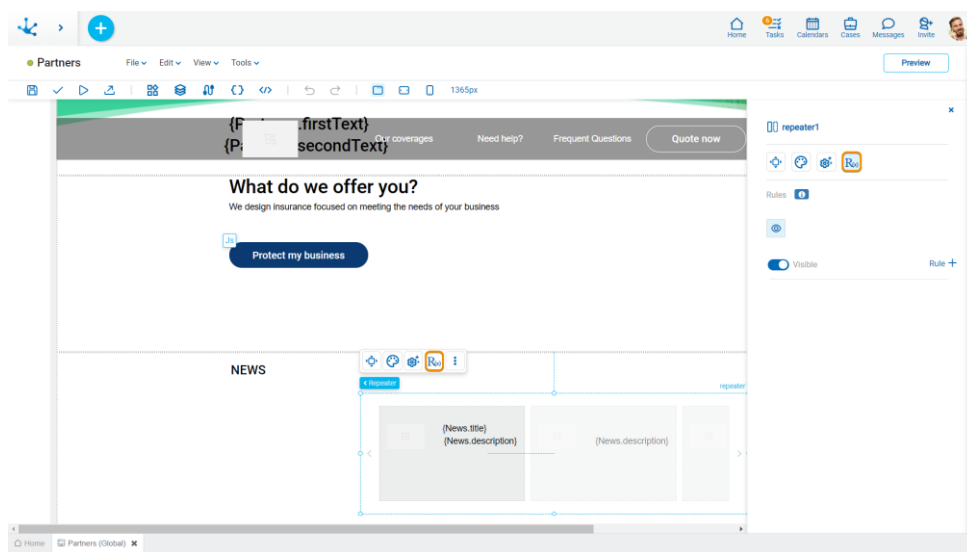 Home
Tasks
Calendars
Cases
Messages
Invite
Partners
File
Edit
View
Tools
Preview
1365px
.firstText}
secondText}
Our coverages
Need help?
Frequent Questions
Quote now
What do we offer you?
We design insurance focused on meeting the needs of your business
Js
Protect my business
NEWS
R(x)
Repeater
repeater
{News.title}
{News.description}
{News.description}
repeater1
R(x)
Rules
Visible
Rule +
Home
Partners (Global)